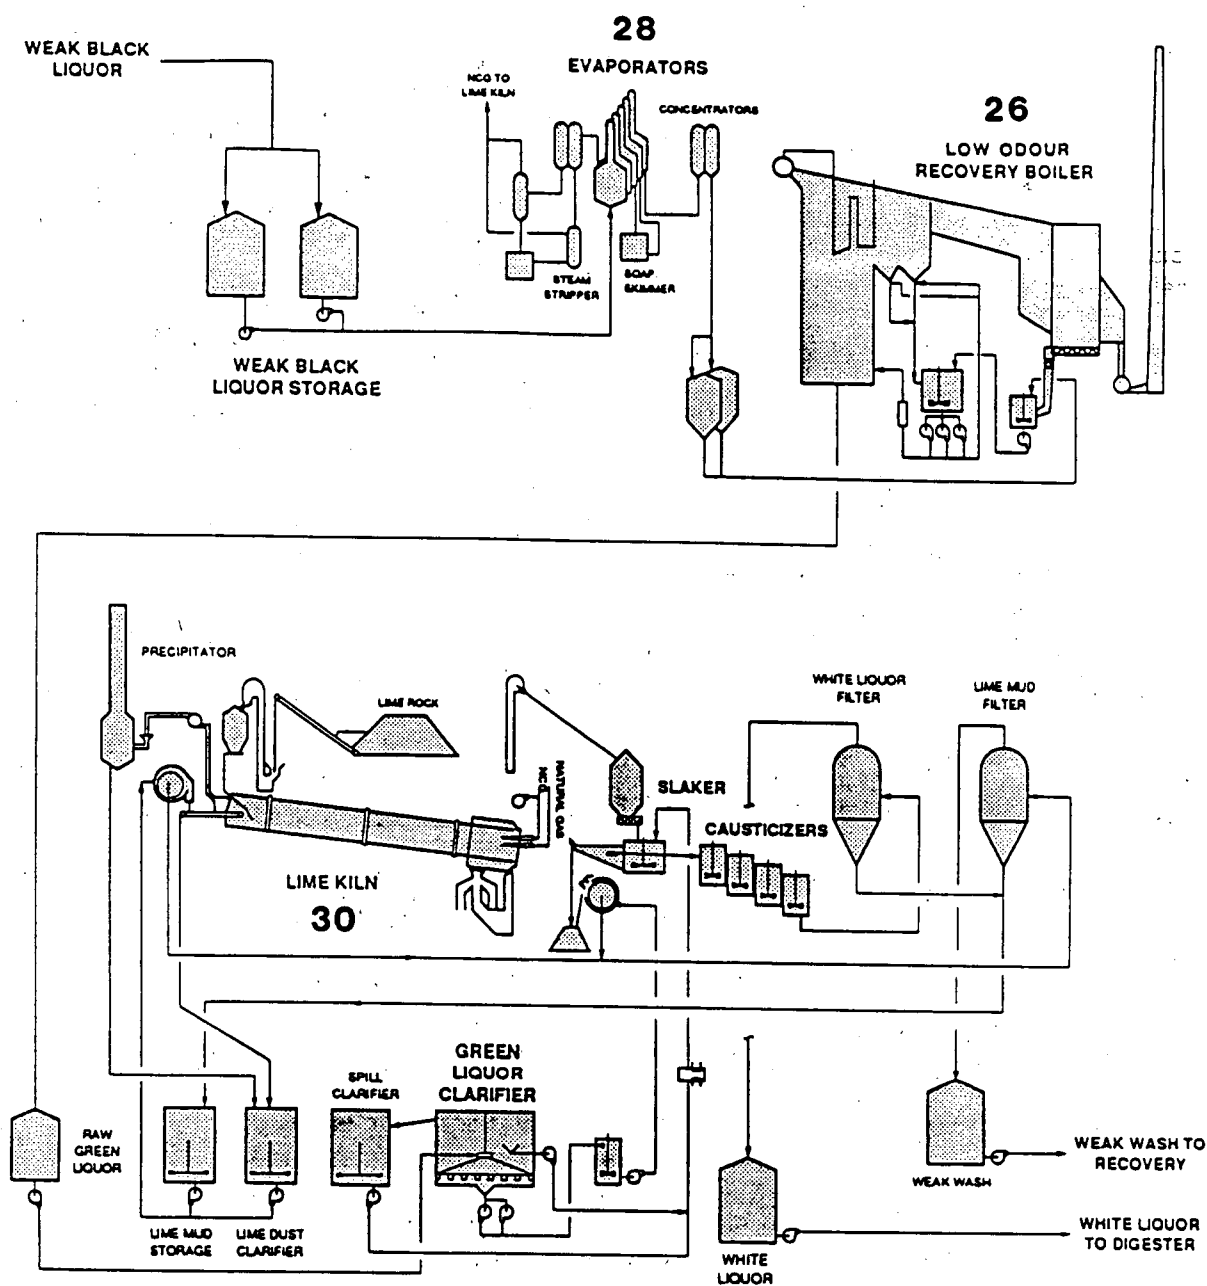 28
WEAK BLACK
LIQUOR
EVAPORATORS
NCG TO
LIME KILN
CONCENTRATORS
26
LOW ODOUR
RECOVERY BOILER
STEAM
STRIPPER
SOAP
SKIMMER
WEAK BLACK
LIQUOR STORAGE
PRECIPITATOR
LIME ROCK
WHITE LIQUOR
FILTER
LIME MUD
FILTER
NCG
NATURAL GAS
SLAKER
CAUSTICIZERS
LIME KILN
30
GREEN
LIQUOR
CLARIFIER
SPILL
CLARIFIER
RAW
GREEN
LIQUOR
WEAK WASH TO
RECOVERY
WEAK WASH
LIME MUD
STORAGE
LIME DUST
CLARIFIER
WHITE LIQUOR
TO DIGESTER
WHITE
LIQUOR